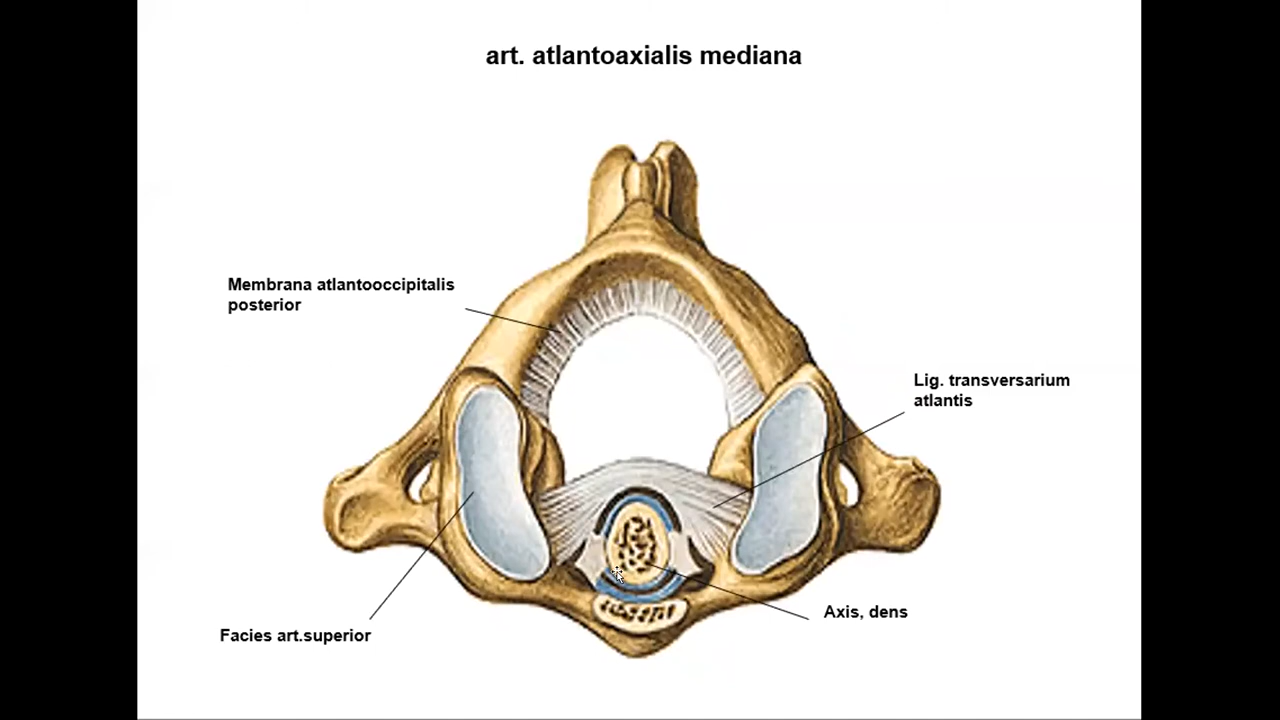 art. atlantoaxialis mediana
Membrana atlantooccipitalis
posterior
Lig. transversarium
atlantis
Axis, dens
Facies art.superior